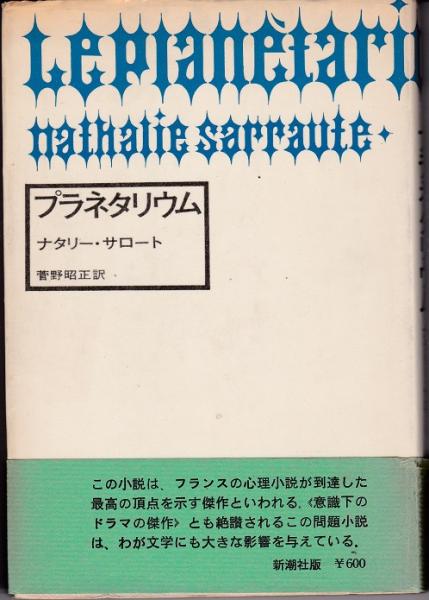 Le planètari
nathalie sarraute・
プラネタリウム
ナタリー・サロート
菅野昭正訳
この小説は、フランスの心理小説が到達した
最高の頂点を示す傑作といわれる。《意識下の
ドラマの傑作》とも絶讃されるこの問題小説
は、わが文学にも大きな影響を与えている。
新潮社版 ¥600